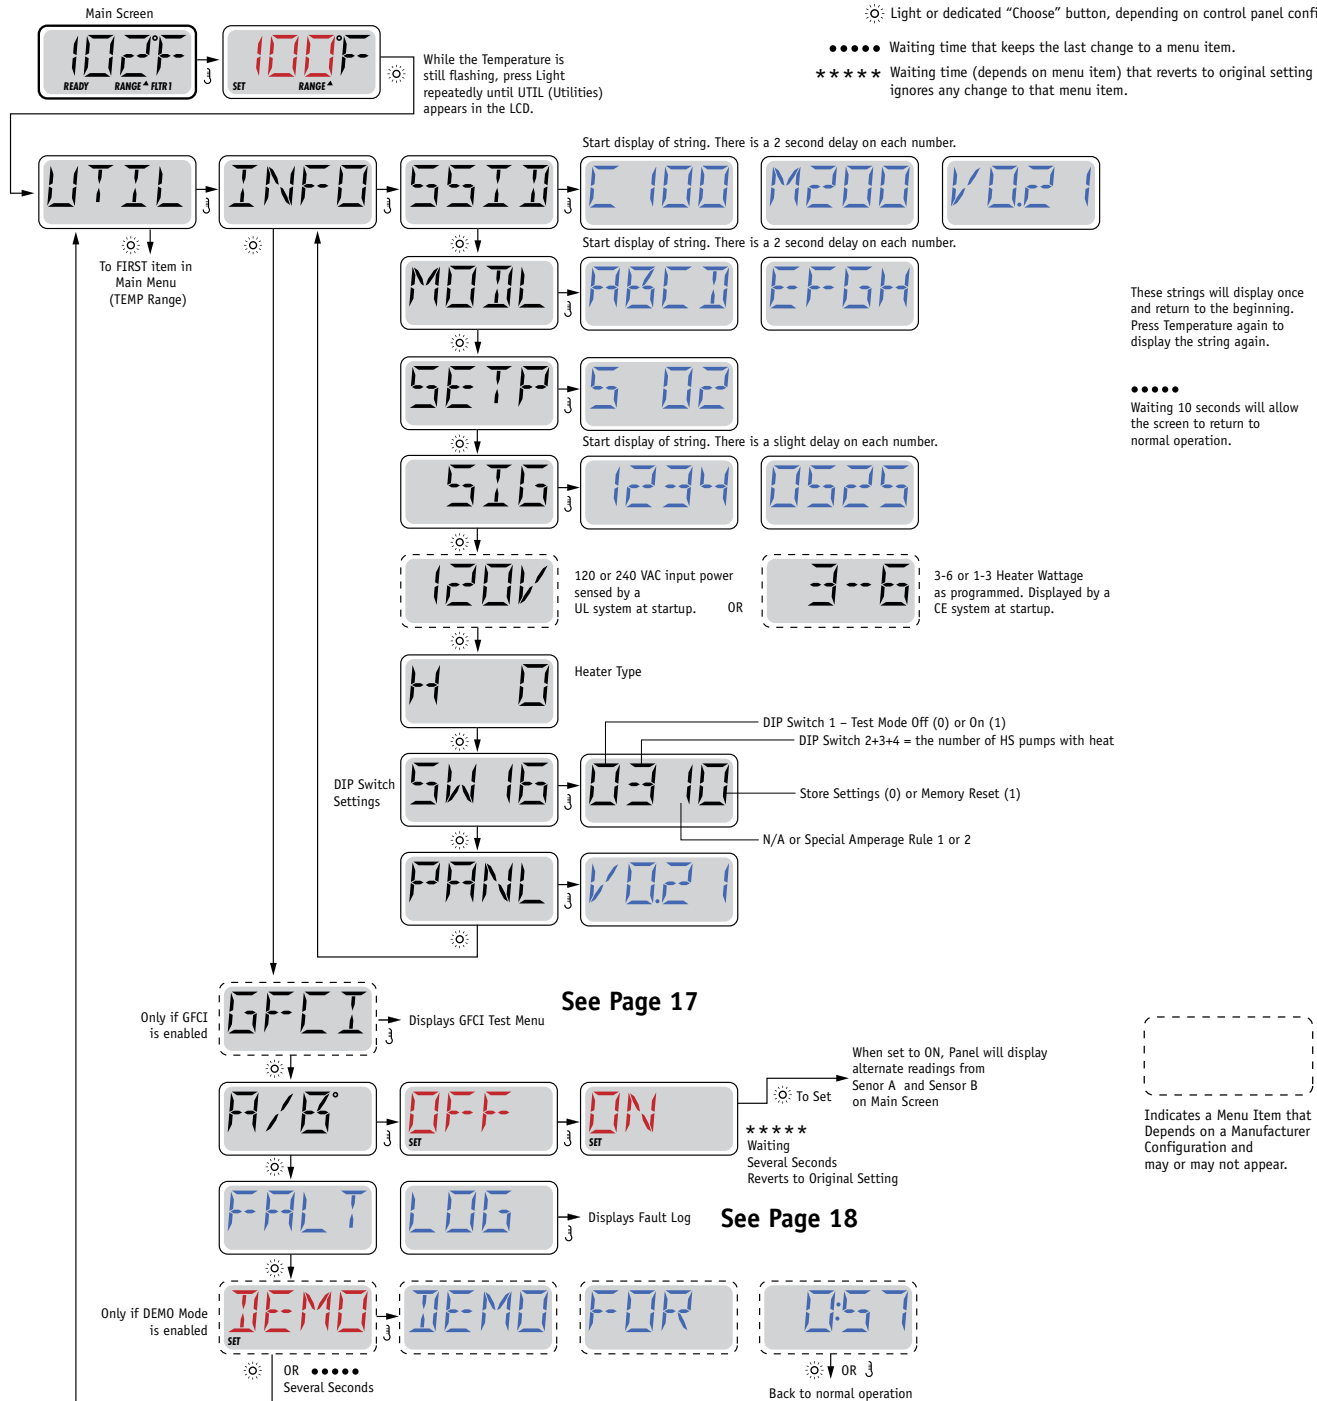 Main Screen
Light or dedicated “Choose” button, depending on control panel confi
Waiting time that keeps the last change to a menu item.
***** Waiting time (depends on menu item) that reverts to original setting
ignores any change to that menu item.
102°F
READY RANGE FLTR1
100°F
SET RANGE
While the Temperature is
still flashing, press Light
repeatedly until UTIL (Utilities)
appears in the LCD.
Start display of string. There is a 2 second delay on each number.
UTIL
INFO
SSID
C 100
M200
V0.21
To FIRST item in
Main Menu
(TEMP Range)
Start display of string. There is a 2 second delay on each number.
MODL
ABCD
EFGH
These strings will display once
and return to the beginning.
Press Temperature again to
display the string again.
•••••
Waiting 10 seconds will allow
the screen to return to
normal operation.
SETP
S 02
Start display of string. There is a slight delay on each number.
SIG
1234
0525
120V
120 or 240 VAC input power
sensed by a
UL system at startup.
OR
3-6
3-6 or 1-3 Heater Wattage
as programmed. Displayed by a
CE system at startup.
H 0
Heater Type
DIP Switch 1 – Test Mode Off (0) or On (1)
DIP Switch 2+3+4 = the number of HS pumps with heat
DIP Switch
Settings
SW 16
0310
Store Settings (0) or Memory Reset (1)
N/A or Special Amperage Rule 1 or 2
PANL
V0.21
See Page 17
Only if GFCI
is enabled
GFCI
Displays GFCI Test Menu
A/B°
OFF
SET
ON
SET
To Set
When set to ON, Panel will display
alternate readings from
Senor A and Sensor B
on Main Screen
*****
Waiting
Several Seconds
Reverts to Original Setting
Indicates a Menu Item that
Depends on a Manufacturer
Configuration and
may or may not appear.
FALT
LOG
Displays Fault Log
See Page 18
Only if DEMO Mode
is enabled
DEMO
SET
DEMO
FOR
0:57
OR •••••
Several Seconds
OR
Back to normal operation